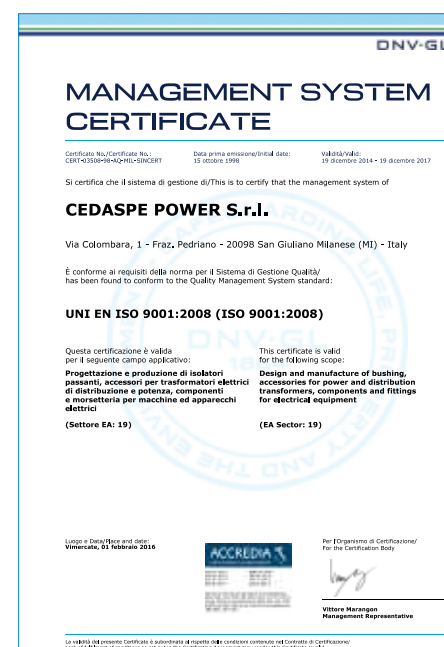 DNV·GL
MANAGEMENT SYSTEM
CERTIFICATE
Certificato No./Certificate No.:
CERT-03508-98-AQ-MIL-SINCERT
Data prima emissione/Initial date:
15 ottobre 1998
Validità/Valid:
19 dicembre 2014 - 19 dicembre 2017
Si certifica che il sistema di gestione di/This is to certify that the management system of
CEDASPE POWER S.r.l.
Via Colombara, 1 - Fraz. Pedriano - 20098 San Giuliano Milanese (MI) - Italy
È conforme ai requisiti della norma per il Sistema di Gestione Qualità/
has been found to conform to the Quality Management System standard:
UNI EN ISO 9001:2008 (ISO 9001:2008)
Questa certificazione è valida
per il seguente campo applicativo:
Progettazione e produzione di isolatori
passanti, accessori per trasformatori elettrici
di distribuzione e potenza, componenti
e morsetteria per macchine ed apparecchi
elettrici
(Settore EA: 19)
This certificate is valid
for the following scope:
Design and manufacture of bushing,
accessories for power and distribution
transformers, components and fittings
for electrical equipment
(EA Sector: 19)
Luogo e Data/Place and date:
Vimercate, 01 febbraio 2016
ACCREDIA
Per l'Organismo di Certificazione/
For the Certification Body
Vittore Marangon
Management Representative
La validità del presente Certificato è subordinata al rispetto delle condizioni contenute nel Contratto di Certificazione/